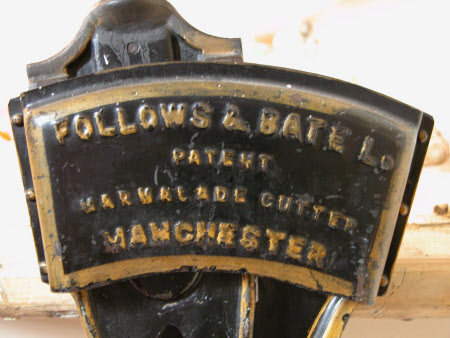 FOLLOWS & BATE LD
PATENT
MARMALADE CUTTER
MANCHESTER